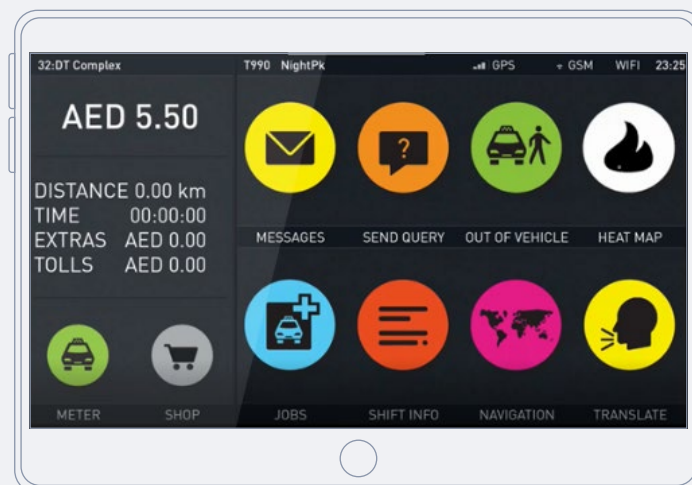 32:DT Complex T990 NightPk GPS GSM WIFI 23:25
AED 5.50
DISTANCE 0.00 km
TIME 00:00:00
EXTRAS AED 0.00
TOLLS AED 0.00
METER SHOP
?
MESSAGES SEND QUERY OUT OF VEHICLE HEAT MAP
JOBS SHIFT INFO NAVIGATION TRANSLATE